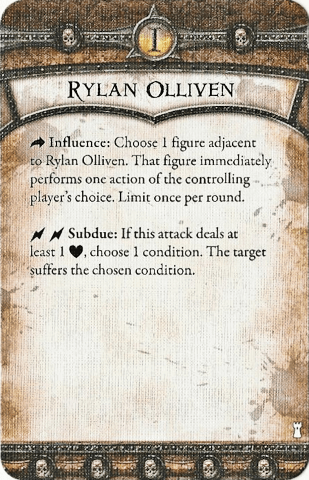 I
RYLAN OLLIVEN
Influence: Choose 1 figure adjacent
to Rylan Olliven. That figure immediately
performs one action of the controlling
player's choice. Limit once per round.
Subdue: If this attack deals at
least 1 ♥, choose 1 condition. The target
suffers the chosen condition.